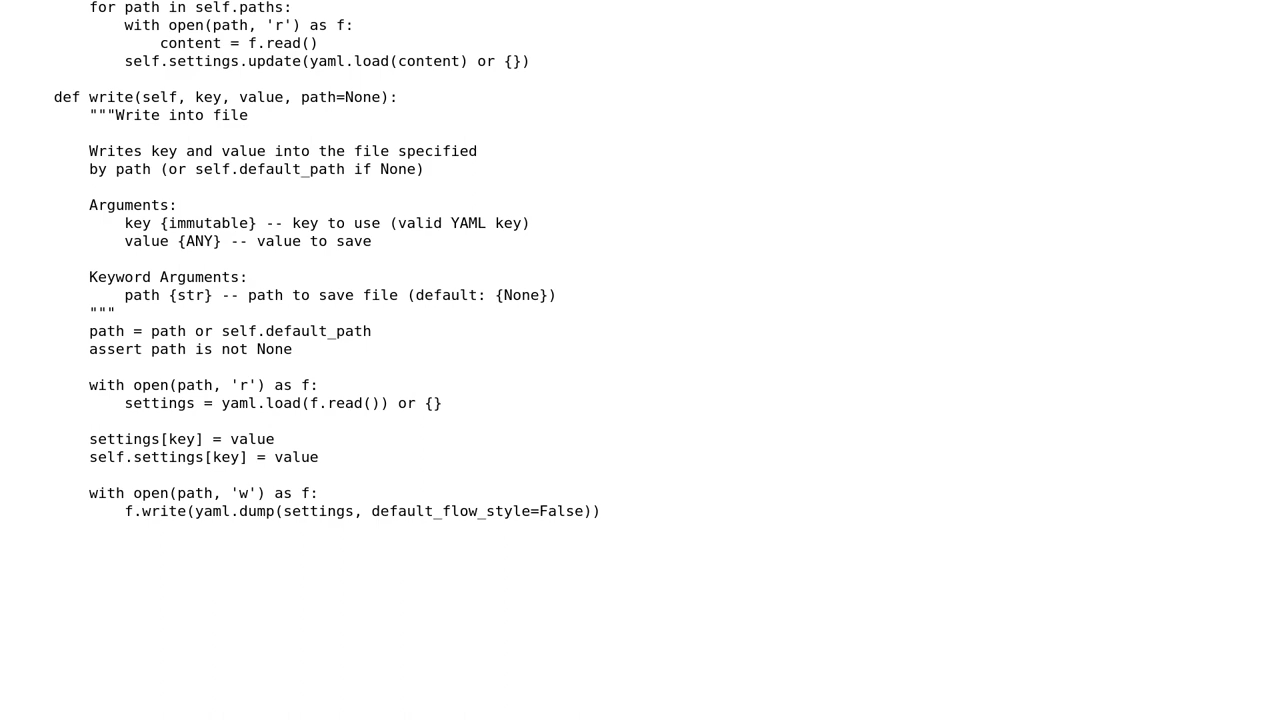 for path in self.paths:
            with open(path, 'r') as f:
                content = f.read()
            self.settings.update(yaml.load(content) or {})

    def write(self, key, value, path=None):
        """Write into file

        Writes key and value into the file specified
        by path (or self.default_path if None)

        Arguments:
            key {immutable} -- key to use (valid YAML key)
            value {ANY} -- value to save

        Keyword Arguments:
            path {str} -- path to save file (default: {None})
        """
        path = path or self.default_path
        assert path is not None

        with open(path, 'r') as f:
            settings = yaml.load(f.read()) or {}

        settings[key] = value
        self.settings[key] = value

        with open(path, 'w') as f:
            f.write(yaml.dump(settings, default_flow_style=False))